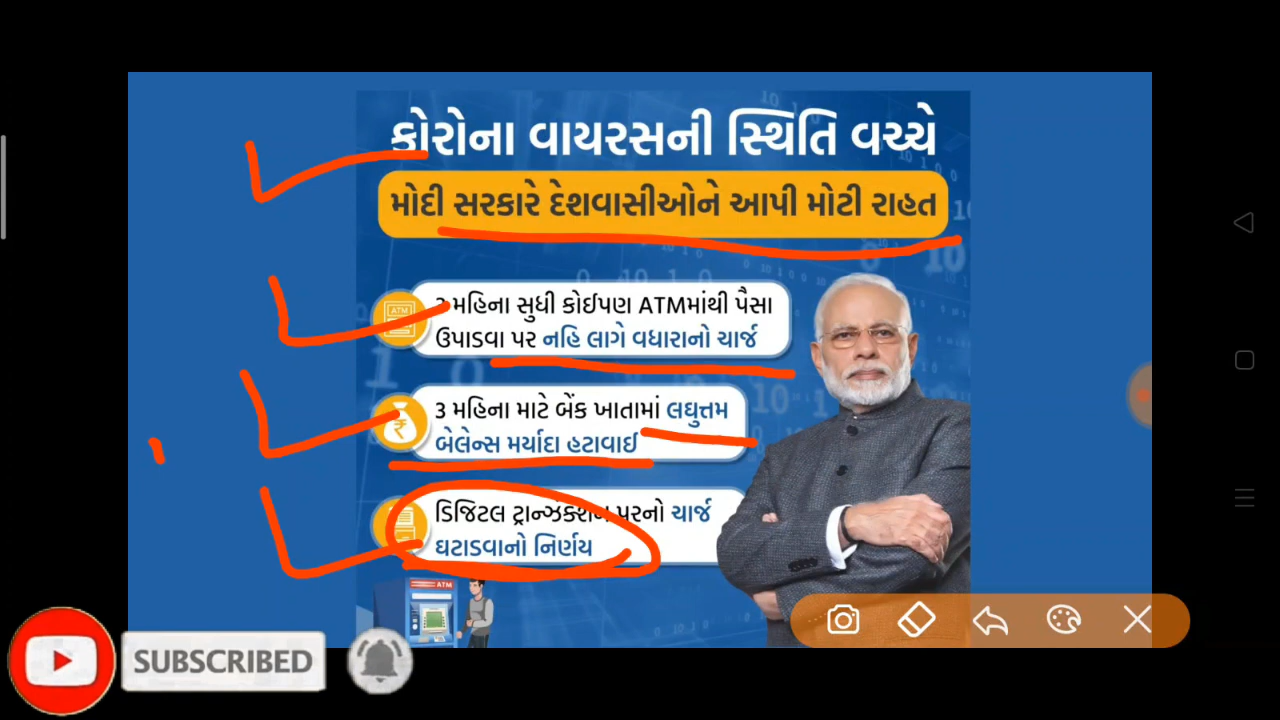 કોરોના વાયરસની સ્થિતિ વચ્ચે
મોદી સરકારે દેશવાસીઓને આપી મોટી રાહત
મહિના સુધી કોઈપણ ATMમાંથી પૈસા
ઉપાડવા પર નહિ લાગે વધારાનો ચાર્જ
3 મહિના માટે બેંક ખાતામાં લઘુત્તમ
બેલેન્સ મર્યાદા હટાવાઈ
ડિજિટલ ટ્રાન્ઝેક્શન પરનો ચાર્જ
ઘટાડવાનો નિર્ણય
ATM
ATM
SUBSCRIBED